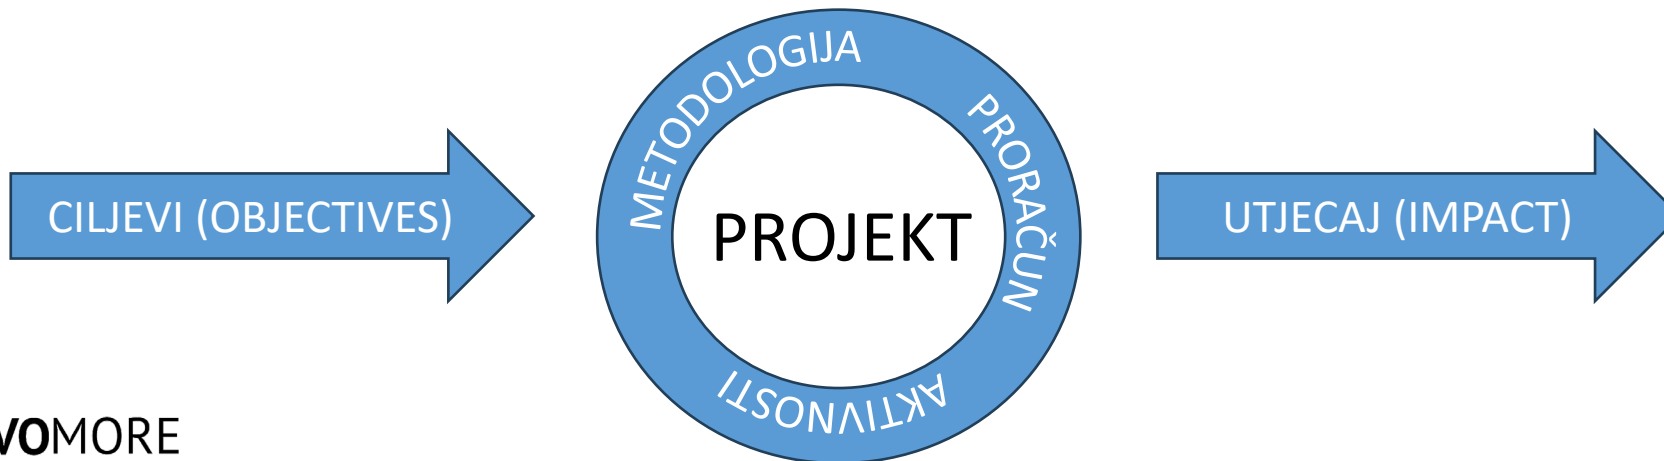 CILJEVI (OBJECTIVES)
METODOLOGIJA
PRORAČUN
AKTIVNOSTI
PROJEKT
UTJECAJ (IMPACT)
VOMORE